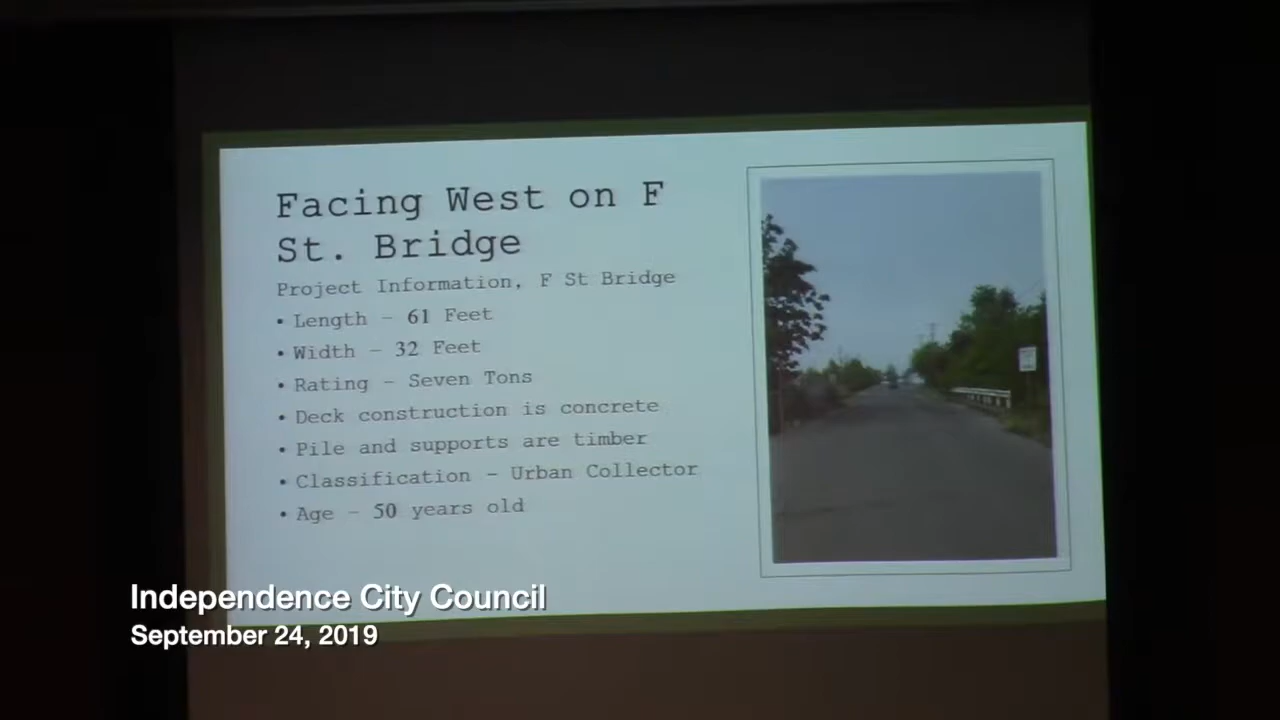 Facing West on F
St. Bridge
Project Information, F St Bridge
• Length – 61 Feet
• Width – 32 Feet
• Rating – Seven Tons
• Deck construction is concrete
• Pile and supports are timber
• Classification – Urban Collector
• Age – 50 years old
Independence City Council
September 24, 2019